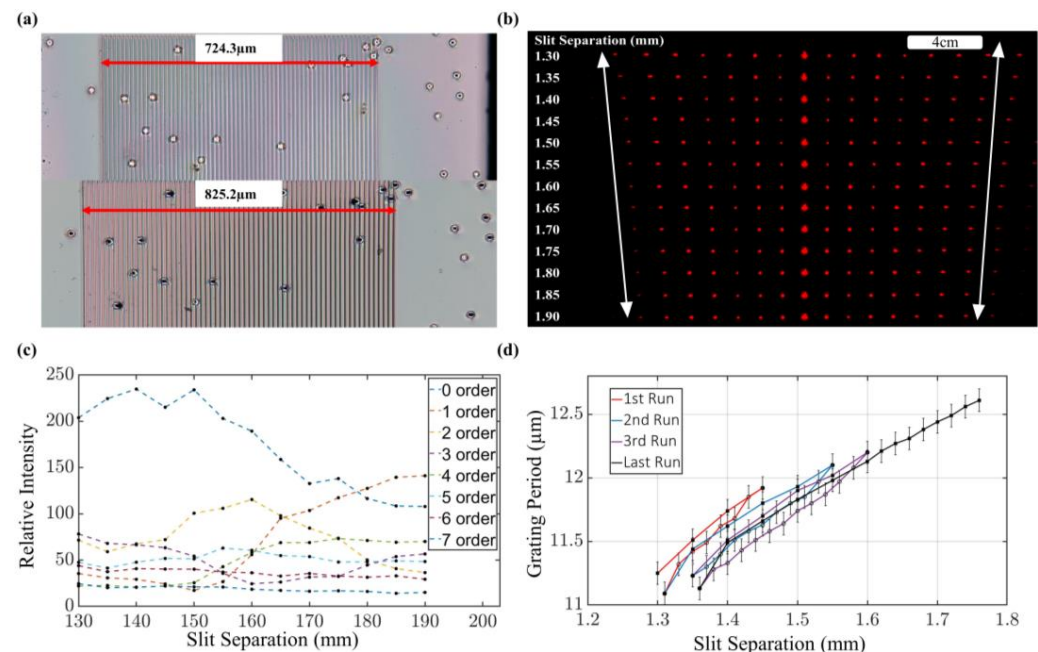 (a)
724.3µm
825.2µm
(b)
Slit Separation (mm)
4cm
1.30
1.35
1.40
1.45
1.50
1.55
1.60
1.65
1.70
1.75
1.80
1.85
1.90
(c)
Relative Intensity
250
200
150
100
50
0
130 140 150 160 170 180 190 200
Slit Separation (mm)
0 order
1 order
2 order
3 order
4 order
5 order
6 order
7 order
(d)
Grating Period (µm)
12.5
12
11.5
11
1.2 1.3 1.4 1.5 1.6 1.7 1.8
Slit Separation (mm)
1st Run
2nd Run
3rd Run
Last Run